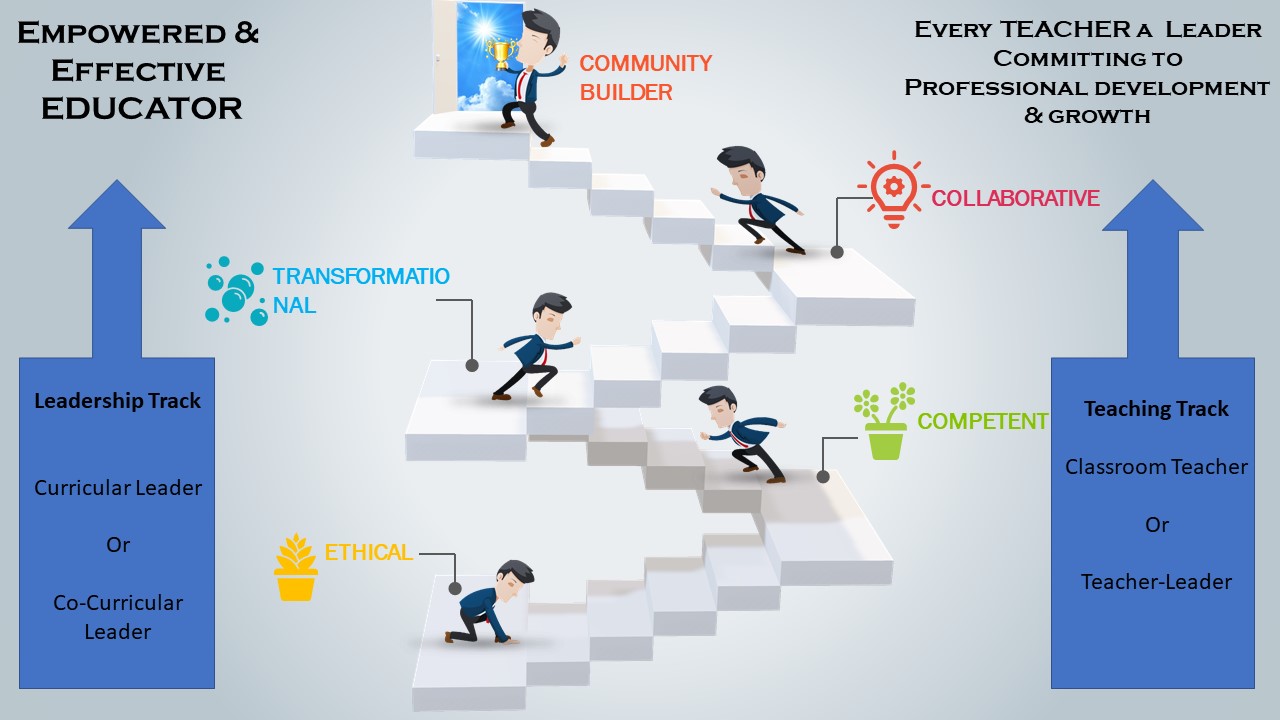 EMPOWERED &
EFFECTIVE
EDUCATOR
EVERY TEACHER A LEADER
COMMITTING TO
PROFESSIONAL DEVELOPMENT
& GROWTH
COMMUNITY
BUILDER
COLLABORATIVE
TRANSFORMATIO
NAL
COMPETENT
ETHICAL
Leadership Track
Curricular Leader
Or
Co-Curricular
Leader
Teaching Track
Classroom Teacher
Or
Teacher-Leader